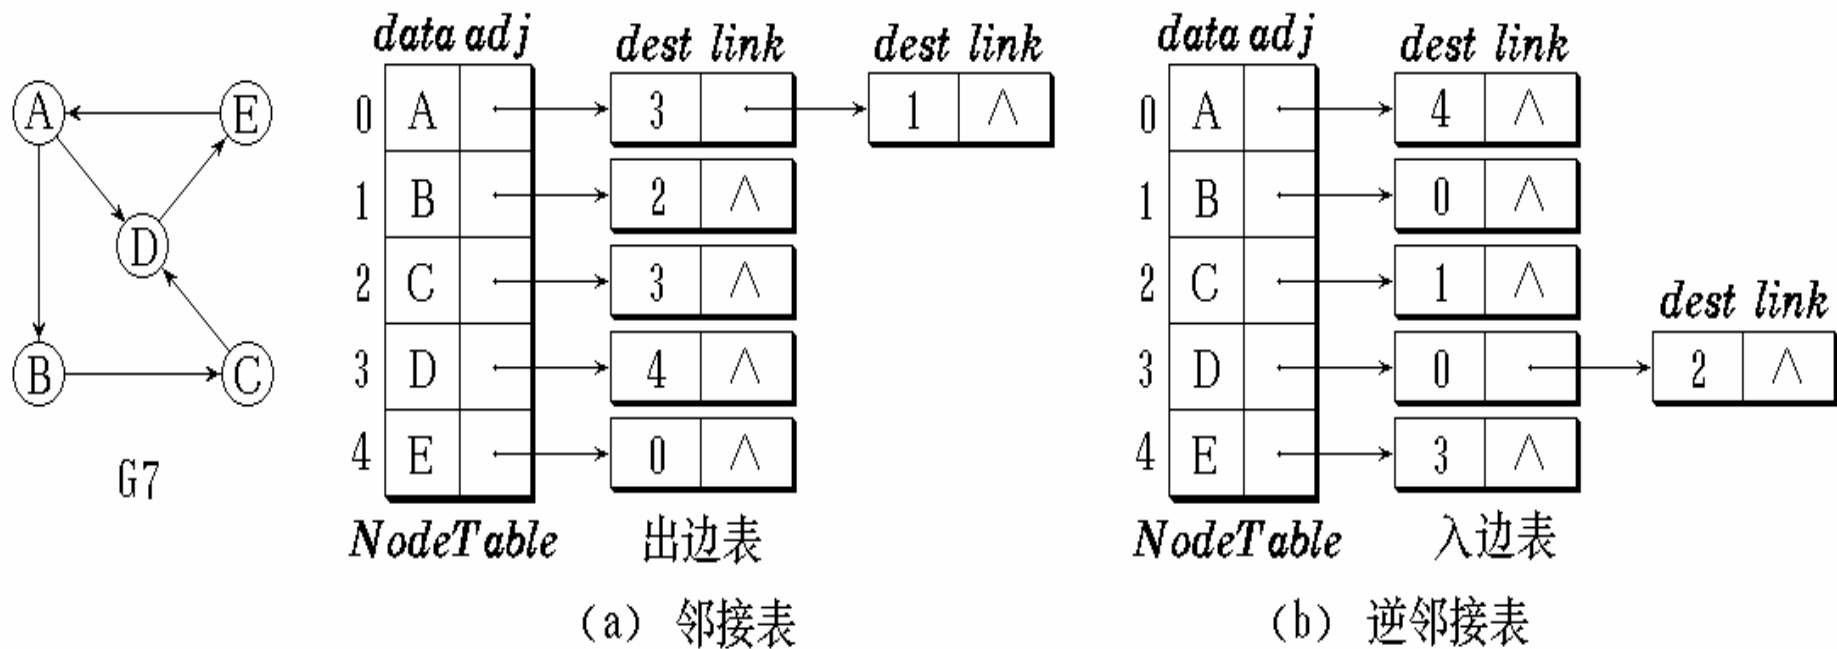 data adj dest link dest link data adj dest link
A E 0 A 3 1 ∧ 0 A 4 ∧
1 B 2 ∧ 1 B 0 ∧
D 2 C 3 ∧ 2 C 1 ∧
dest link
B C 3 D 4 ∧ 3 D 0 2 ∧
G7 4 E 0 ∧ 4 E 3 ∧
NodeTable 出边表 NodeTable 入边表
(a) 邻接表 (b) 逆邻接表